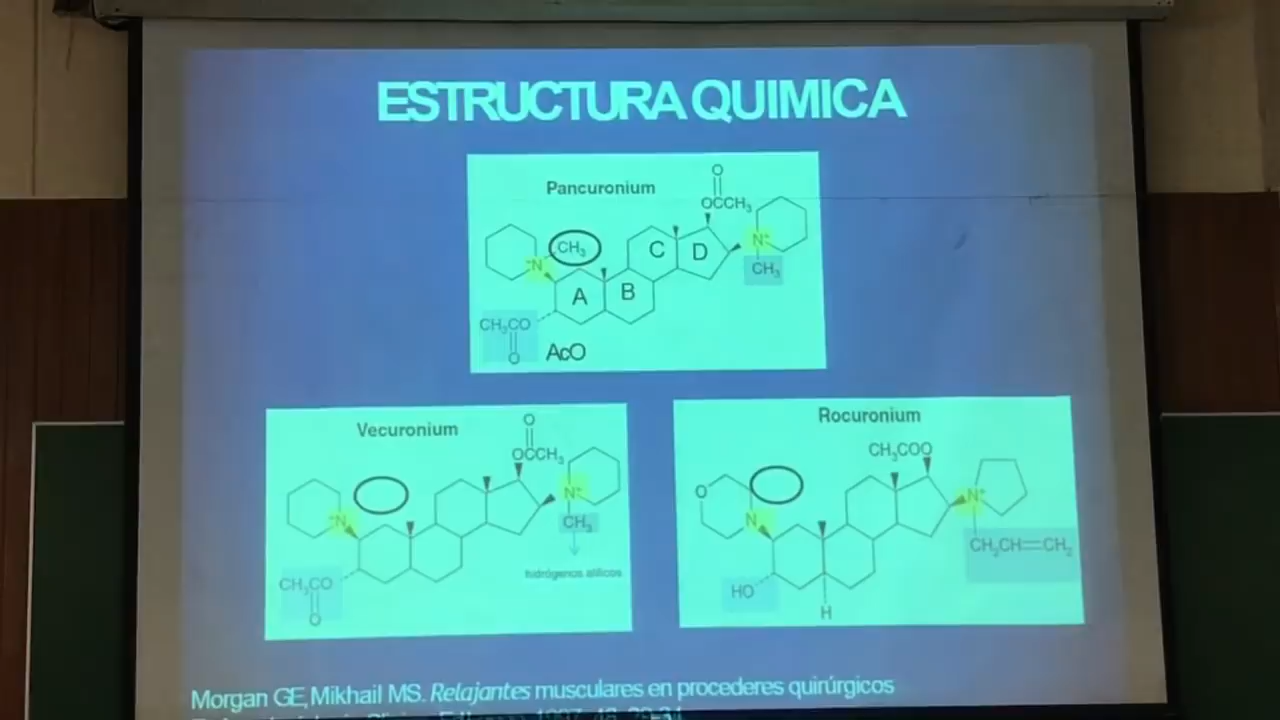 ESTRUCTURA QUIMICA
Pancuronium
O
OCCH3
CH3
N+
+N
CH3
A
B
C
D
CH3CO
O
AcO
Vecuronium
O
OCCH3
N+
+N
CH3
CH3CO
O
Rocuronium
CH3COO
O
N
N+
CH2CH=CH2
HO
H
Morgan GE, Mikhail MS. Relajantes musculares en procederes quirúrgicos